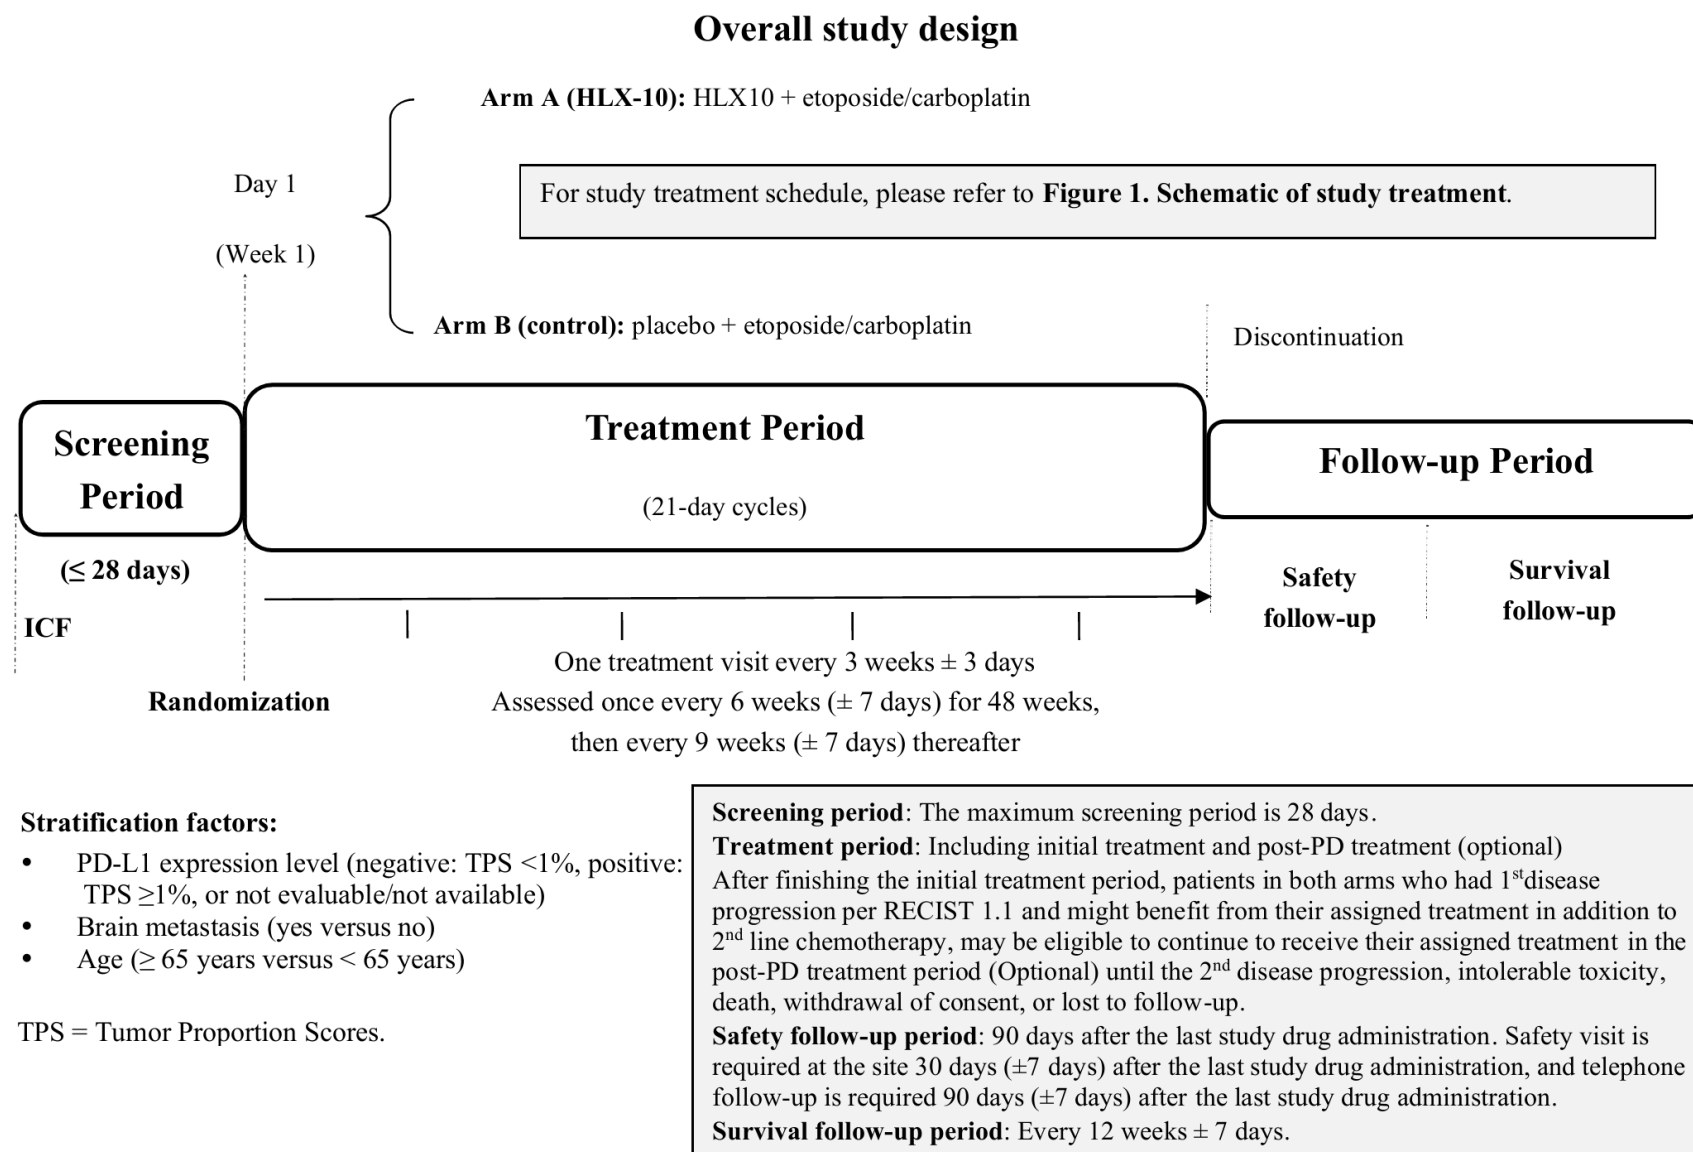 Overall study design
Arm A (HLX-10): HLX10 + etoposide/carboplatin
Day 1
(Week 1)
For study treatment schedule, please refer to Figure 1. Schematic of study treatment.
Arm B (control): placebo + etoposide/carboplatin
Discontinuation
Screening
Period
Treatment Period
(21-day cycles)
Follow-up Period
(≤ 28 days)
ICF
Randomization
Safety
follow-up
Survival
follow-up
One treatment visit every 3 weeks ± 3 days
Assessed once every 6 weeks (± 7 days) for 48 weeks,
then every 9 weeks (± 7 days) thereafter
Stratification factors:
• PD-L1 expression level (negative: TPS <1%, positive:
TPS ≥1%, or not evaluable/not available)
• Brain metastasis (yes versus no)
• Age (≥ 65 years versus < 65 years)
TPS = Tumor Proportion Scores.
Screening period: The maximum screening period is 28 days.
Treatment period: Including initial treatment and post-PD treatment (optional)
After finishing the initial treatment period, patients in both arms who had 1stdisease
progression per RECIST 1.1 and might benefit from their assigned treatment in addition to
2nd line chemotherapy, may be eligible to continue to receive their assigned treatment in the
post-PD treatment period (Optional) until the 2nd disease progression, intolerable toxicity,
death, withdrawal of consent, or lost to follow-up.
Safety follow-up period: 90 days after the last study drug administration. Safety visit is
required at the site 30 days (±7 days) after the last study drug administration, and telephone
follow-up is required 90 days (±7 days) after the last study drug administration.
Survival follow-up period: Every 12 weeks ± 7 days.